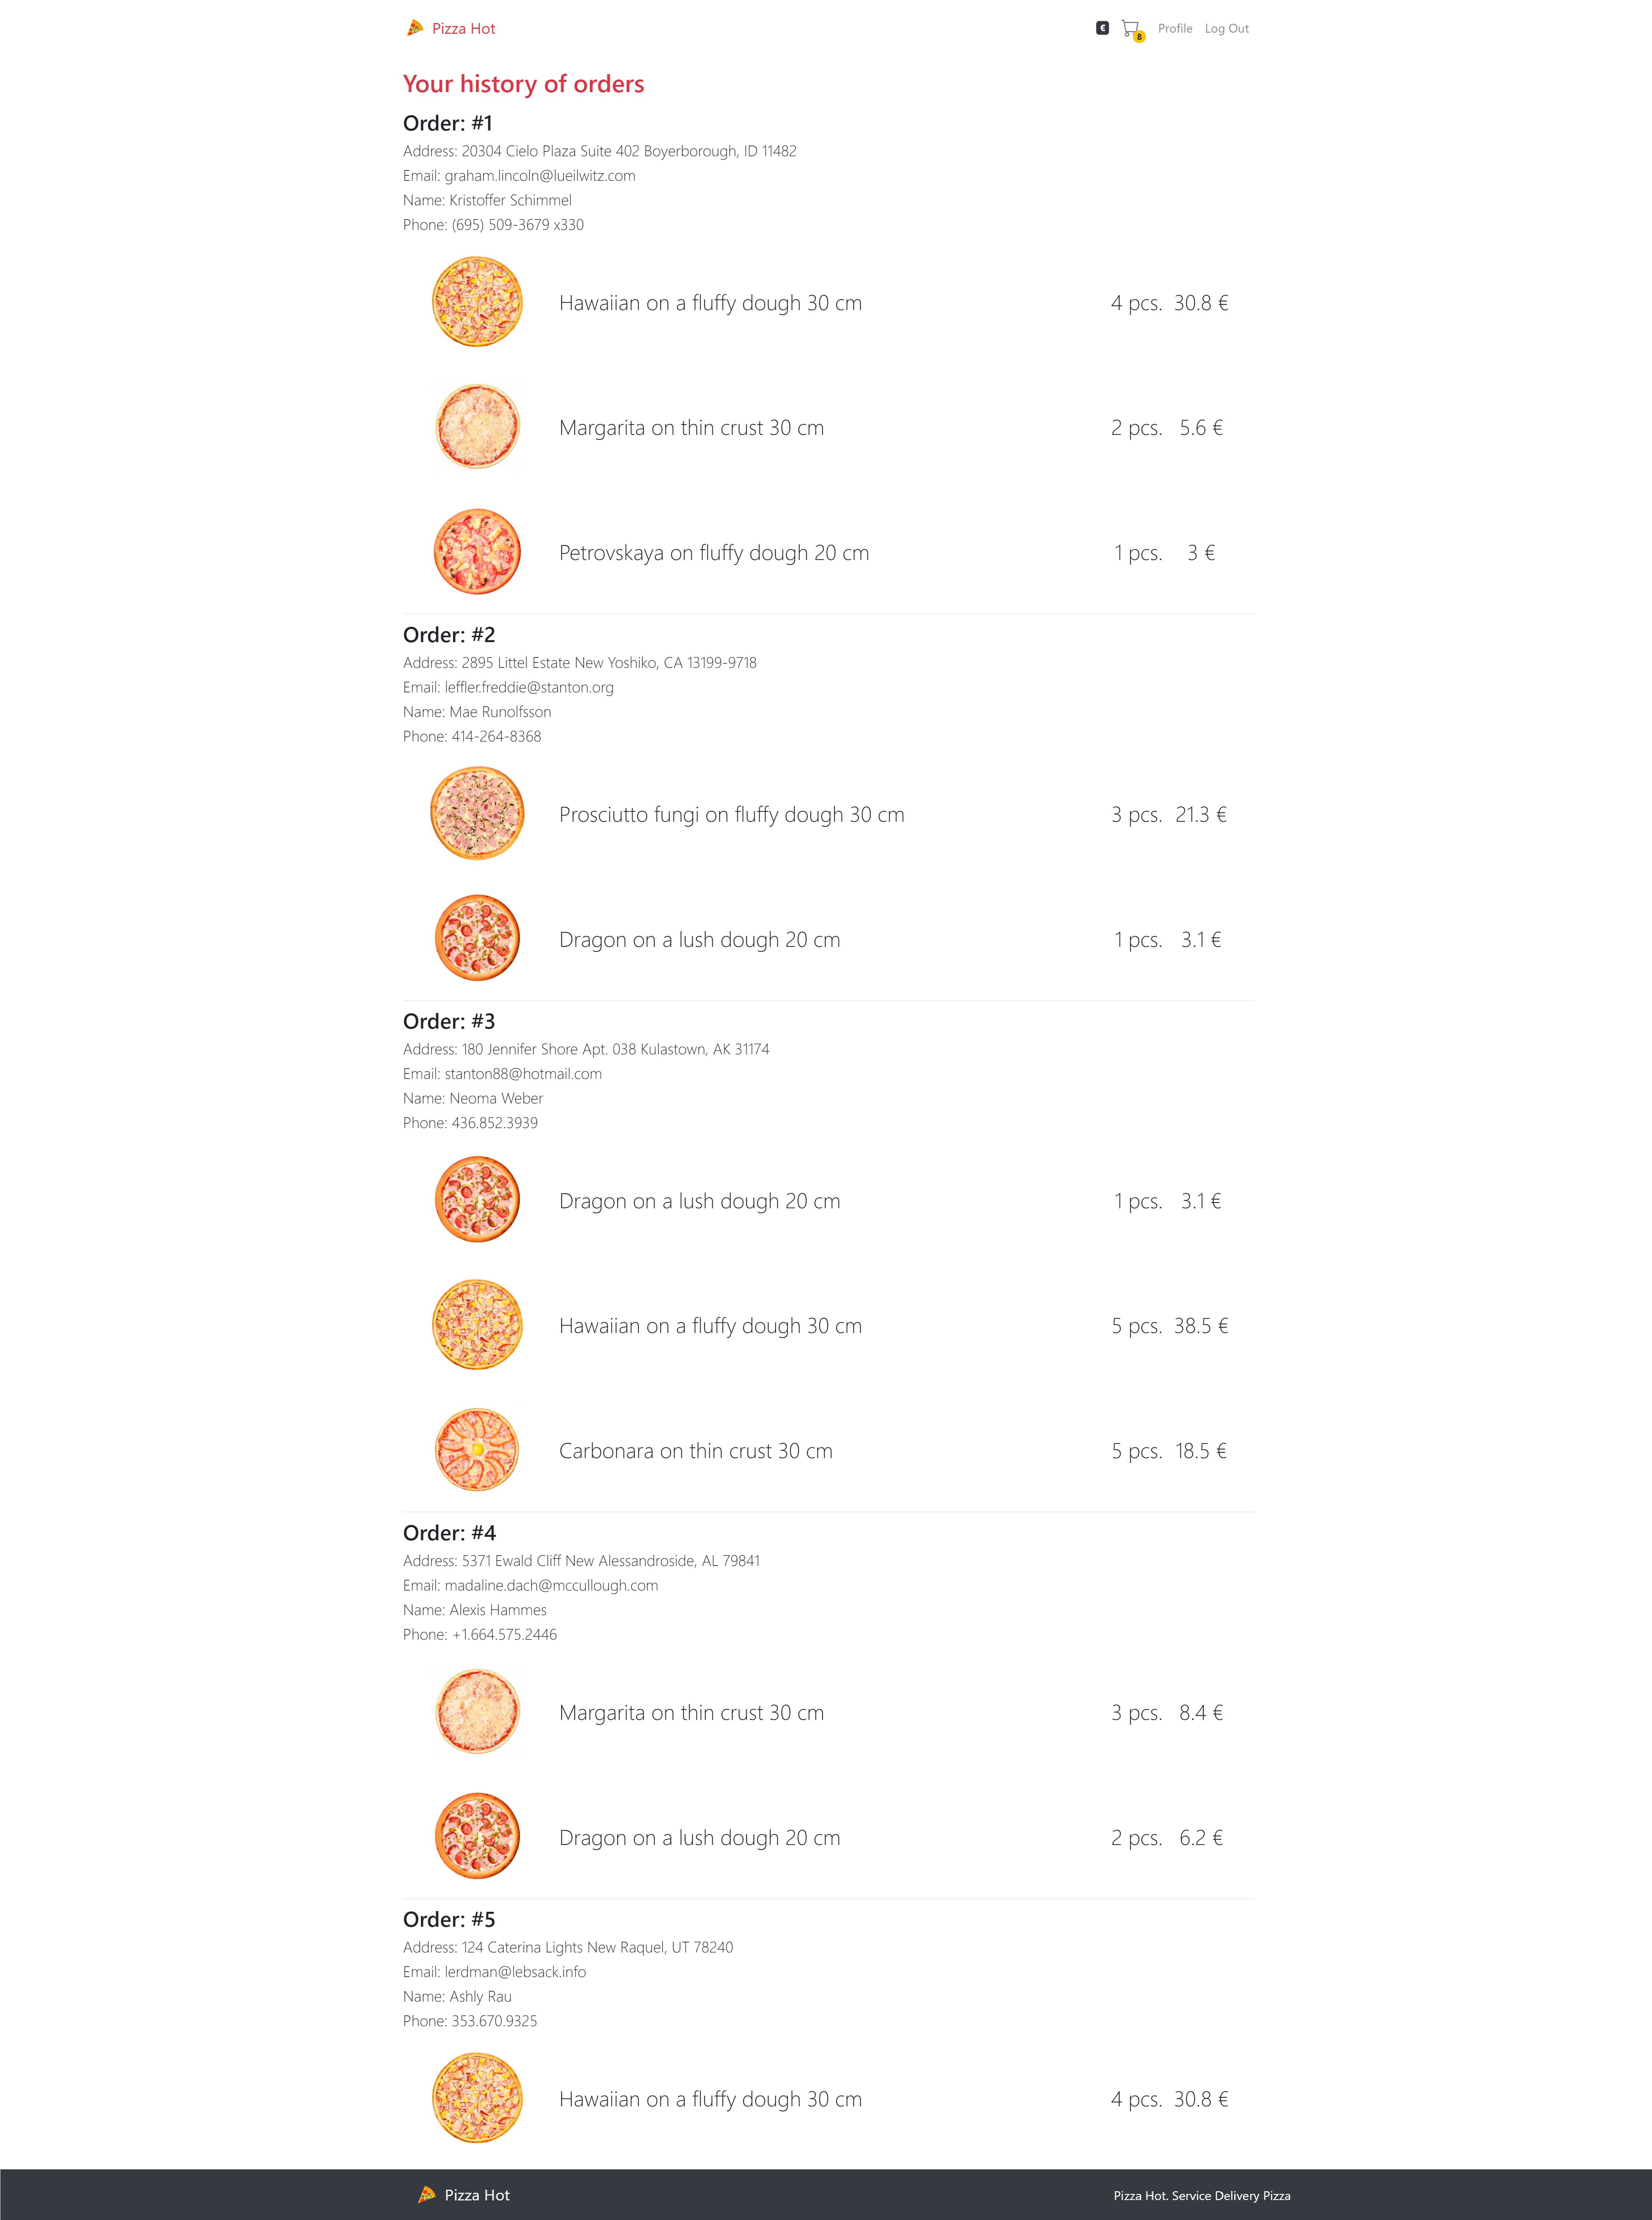 Pizza Hot
€ 8 Profile Log Out
Your history of orders
Order: #1
Address: 20304 Cielo Plaza Suite 402 Boyerborough, ID 11482
Email: graham.lincoln@lueilwitz.com
Name: Kristoffer Schimmel
Phone: (695) 509-3679 x330
Hawaiian on a fluffy dough 30 cm 4 pcs. 30.8 €
Margarita on thin crust 30 cm 2 pcs. 5.6 €
Petrovskaya on fluffy dough 20 cm 1 pcs. 3 €
Order: #2
Address: 2895 Littel Estate New Yoshiko, CA 13199-9718
Email: leffler.freddie@stanton.org
Name: Mae Runolfsson
Phone: 414-264-8368
Prosciutto fungi on fluffy dough 30 cm 3 pcs. 21.3 €
Dragon on a lush dough 20 cm 1 pcs. 3.1 €
Order: #3
Address: 180 Jennifer Shore Apt. 038 Kulastown, AK 31174
Email: stanton88@hotmail.com
Name: Neoma Weber
Phone: 436.852.3939
Dragon on a lush dough 20 cm 1 pcs. 3.1 €
Hawaiian on a fluffy dough 30 cm 5 pcs. 38.5 €
Carbonara on thin crust 30 cm 5 pcs. 18.5 €
Order: #4
Address: 5371 Ewald Cliff New Alessandroside, AL 79841
Email: madaline.dach@mccullough.com
Name: Alexis Hammes
Phone: +1.664.575.2446
Margarita on thin crust 30 cm 3 pcs. 8.4 €
Dragon on a lush dough 20 cm 2 pcs. 6.2 €
Order: #5
Address: 124 Caterina Lights New Raquel, UT 78240
Email: lerdman@lebsack.info
Name: Ashly Rau
Phone: 353.670.9325
Hawaiian on a fluffy dough 30 cm 4 pcs. 30.8 €
Pizza Hot
Pizza Hot. Service Delivery Pizza